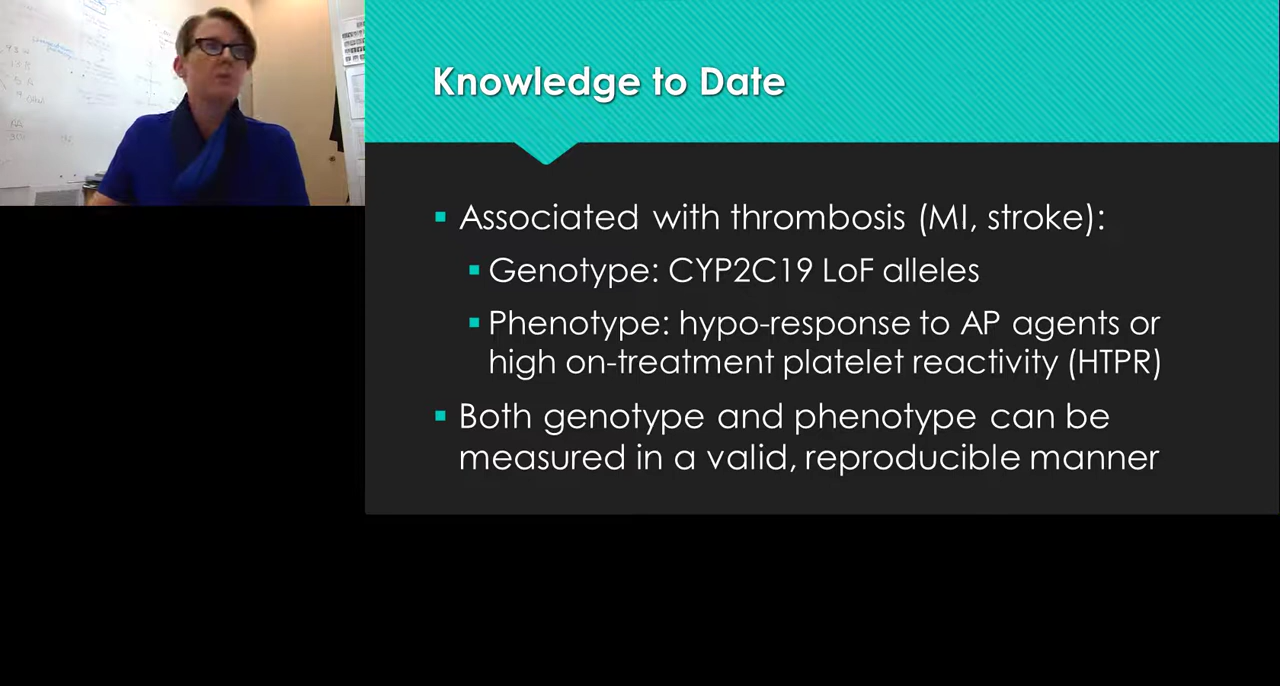 Knowledge to Date
▪ Associated with thrombosis (MI, stroke):
▪ Genotype: CYP2C19 LoF alleles
▪ Phenotype: hypo-response to AP agents or
high on-treatment platelet reactivity (HTPR)
▪ Both genotype and phenotype can be
measured in a valid, reproducible manner